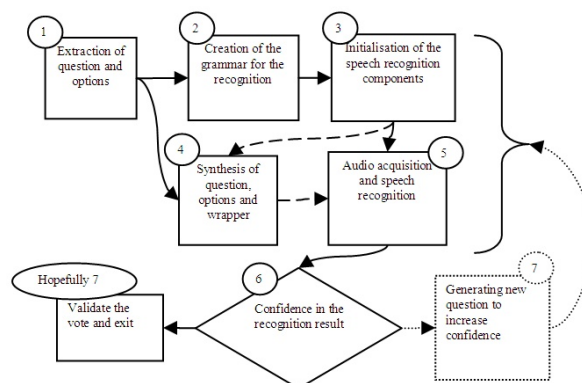 1
Extraction of
question and
options
2
Creation of the
grammar for the
recognition
3
Initialisation of the
speech recognition
components
4
Synthesis of
question,
options and
wrapper
5
Audio acquisition
and speech
recognition
Hopefully 7
Validate the
vote and exit
6
Confidence in the
recognition result
7
Generating new
question to
increase
confidence